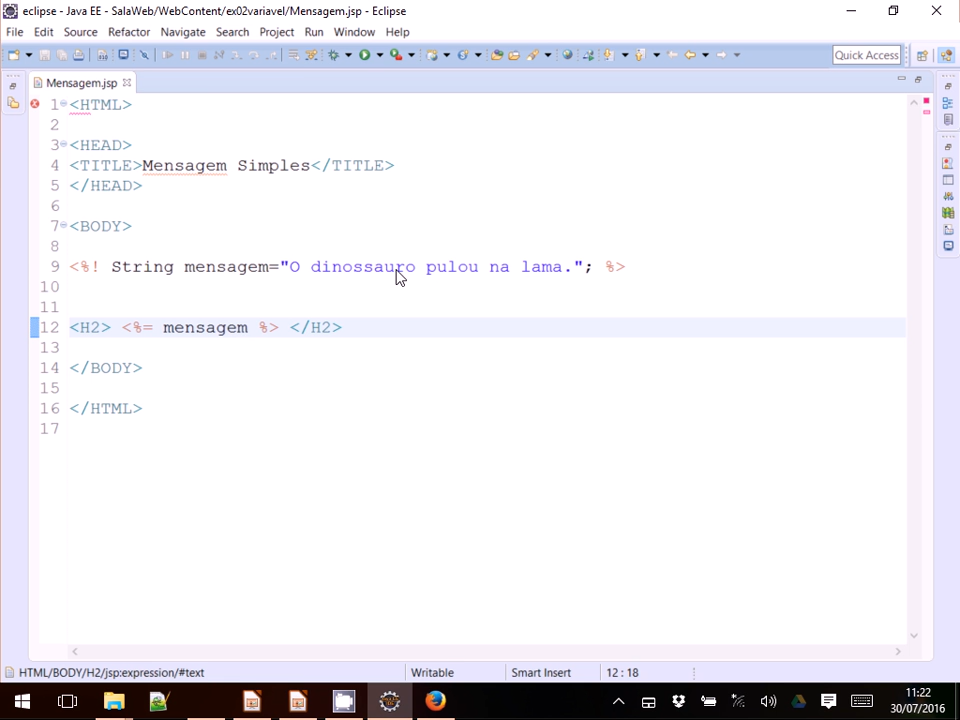 eclipse - Java EE - SalaWeb/WebContent/ex02variavel/Mensagem.jsp - Eclipse
File Edit Source Refactor Navigate Search Project Run Window Help
Quick Access
Mensagem.jsp
1 <HTML>
2
3 <HEAD>
4 <TITLE>Mensagem Simples</TITLE>
5 </HEAD>
6
7 <BODY>
8
9 <%! String mensagem="O dinossauro pulou na lama."; %>
10
11
12 <H2> <%= mensagem %> </H2>
13
14 </BODY>
15
16 </HTML>
17
HTML/BODY/H2/jsp:expression/#text Writable Smart Insert 12 : 18
11:22
30/07/2016